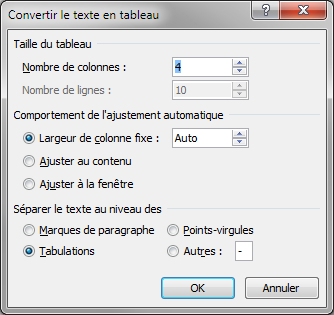 Convertir le texte en tableau
Taille du tableau
Nombre de colonnes : 4
Nombre de lignes : 10
Comportement de l'ajustement automatique
Largeur de colonne fixe : Auto
Ajuster au contenu
Ajuster à la fenêtre
Séparer le texte au niveau des
Marques de paragraphe Points-virgules
Tabulations Autres : -
OK Annuler